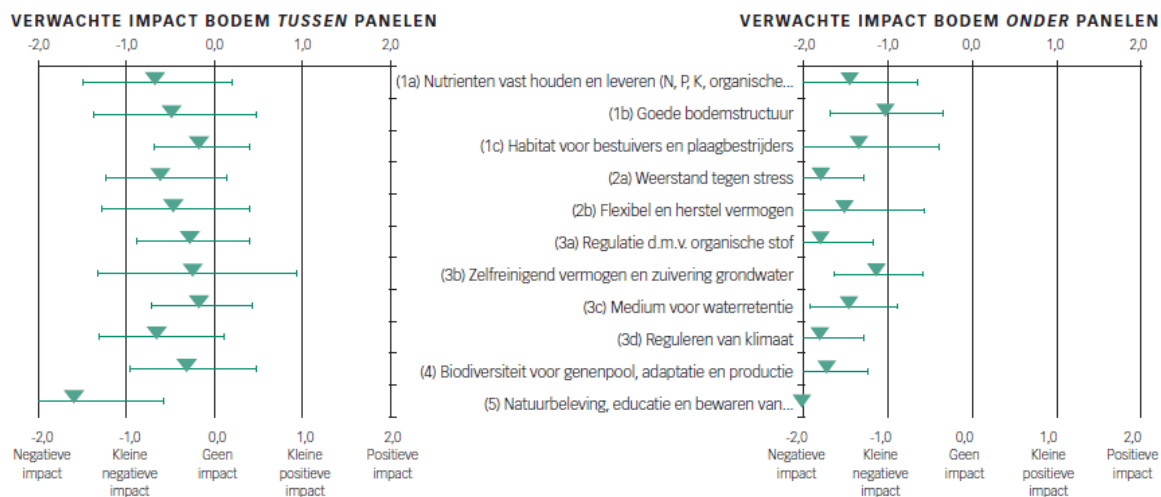 VERWACHTE IMPACT BODEM TUSSEN PANELEN
-2,0 -1,0 0,0 1,0 2,0
VERWACHTE IMPACT BODEM ONDER PANELEN
-2,0 -1,0 0,0 1,0 2,0
(1a) Nutrienten vast houden en leveren (N, P, K, organische...
(1b) Goede bodemstructuur
(1c) Habitat voor bestuivers en plaagbestrijders
(2a) Weerstand tegen stress
(2b) Flexibel en herstel vermogen
(3a) Regulatie d.m.v. organische stof
(3b) Zelfreinigend vermogen en zuivering grondwater
(3c) Medium voor waterretentie
(3d) Reguleren van klimaat
(4) Biodiversiteit voor genenpool, adaptatie en productie
(5) Natuurbeleving, educatie en bewaren van...
-2,0 -1,0 0,0 1,0 2,0
Negatieve Kleine Geen Kleine Positieve
impact negatieve impact positieve impact
impact impact
-2,0 -1,0 0,0 1,0 2,0
Negatieve Kleine Geen Kleine Positieve
impact negatieve impact positieve impact
impact impact